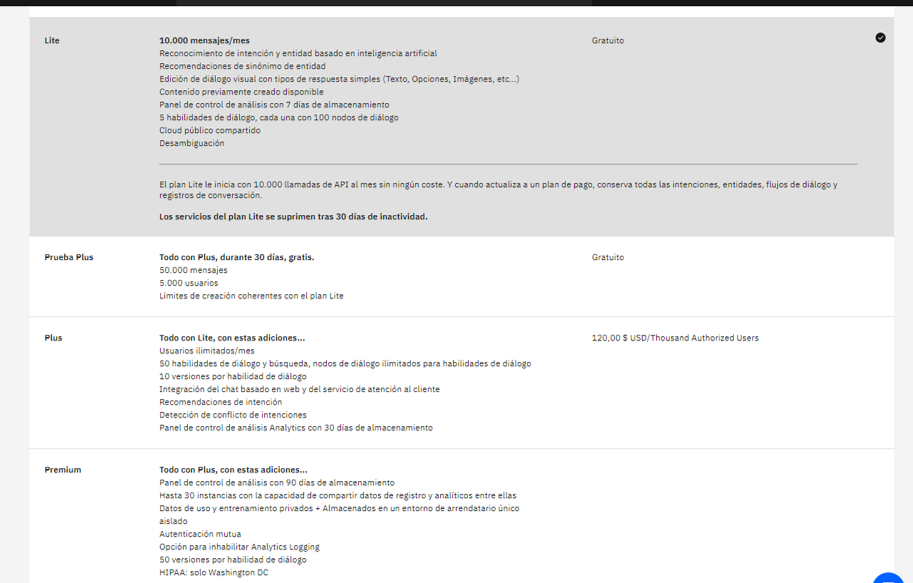 Lite
10.000 mensajes/mes
Gratuito
Reconocimiento de intención y entidad basado en inteligencia artificial
Recomendaciones de sinónimo de entidad
Edición de diálogo visual con tipos de respuesta simples (Texto, Opciones, Imágenes, etc...)
Contenido previamente creado disponible
Panel de control de análisis con 7 días de almacenamiento
5 habilidades de diálogo, cada una con 100 nodos de diálogo
Cloud público compartido
Desambiguación
El plan Lite le inicia con 10.000 llamadas de API al mes sin ningún coste. Y cuando actualiza a un plan de pago, conserva todas las intenciones, entidades, flujos de diálogo y
registros de conversación.
Los servicios del plan Lite se suprimen tras 30 días de inactividad.
Prueba Plus
Todo con Plus, durante 30 días, gratis.
Gratuito
50.000 mensajes
5.000 usuarios
Límites de creación coherentes con el plan Lite
Plus
Todo con Lite, con estas adiciones...
120,00 $ USD/Thousand Authorized Users
Usuarios ilimitados/mes
50 habilidades de diálogo y búsqueda, nodos de diálogo ilimitados para habilidades de diálogo
10 versiones por habilidad de diálogo
Integración del chat basado en web y del servicio de atención al cliente
Recomendaciones de intención
Detección de conflicto de intenciones
Panel de control de análisis Analytics con 30 días de almacenamiento
Premium
Todo con Plus, con estas adiciones...
Panel de control de análisis con 90 días de almacenamiento
Hasta 30 instancias con la capacidad de compartir datos de registro y analíticos entre ellas
Datos de uso y entrenamiento privados + Almacenados en un entorno de arrendatario único
aislado
Autenticación mutua
Opción para inhabilitar Analytics Logging
50 versiones por habilidad de diálogo
HIPAA: solo Washington DC